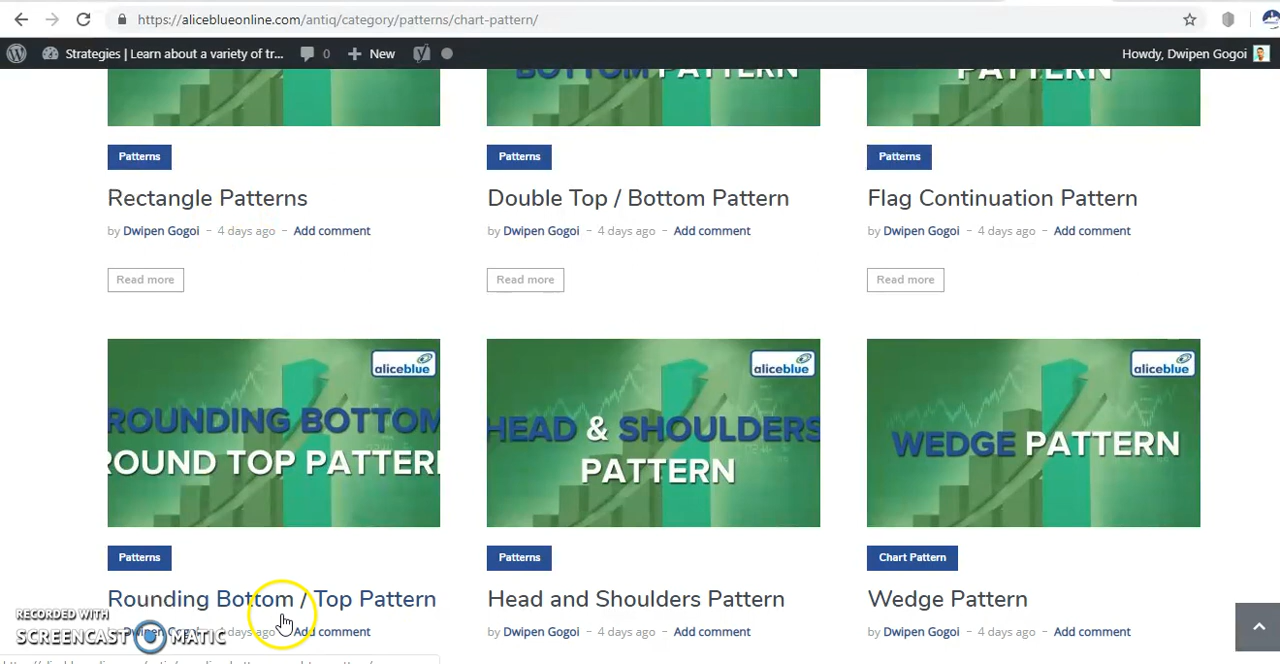 https://aliceblueonline.com/antiq/category/patterns/chart-pattern/
Strategies | Learn about a variety of tr... 0 New Howdy, Dwipen Gogoi
BOTTOM PATTERN
PATTERN
Patterns
Rectangle Patterns
by Dwipen Gogoi - 4 days ago - Add comment
Read more
Patterns
Double Top / Bottom Pattern
by Dwipen Gogoi - 4 days ago - Add comment
Read more
Patterns
Flag Continuation Pattern
by Dwipen Gogoi - 4 days ago - Add comment
Read more
aliceblue
ROUNDING BOTTOM
ROUND TOP PATTERN
Patterns
Rounding Bottom / Top Pattern
days ago Add comment
aliceblue
HEAD & SHOULDERS
PATTERN
Patterns
Head and Shoulders Pattern
by Dwipen Gogoi - 4 days ago - Add comment
aliceblue
WEDGE PATTERN
Chart Pattern
Wedge Pattern
by Dwipen Gogoi - 4 days ago - Add comment
RECORDED WITH
SCREENCAST MATIC